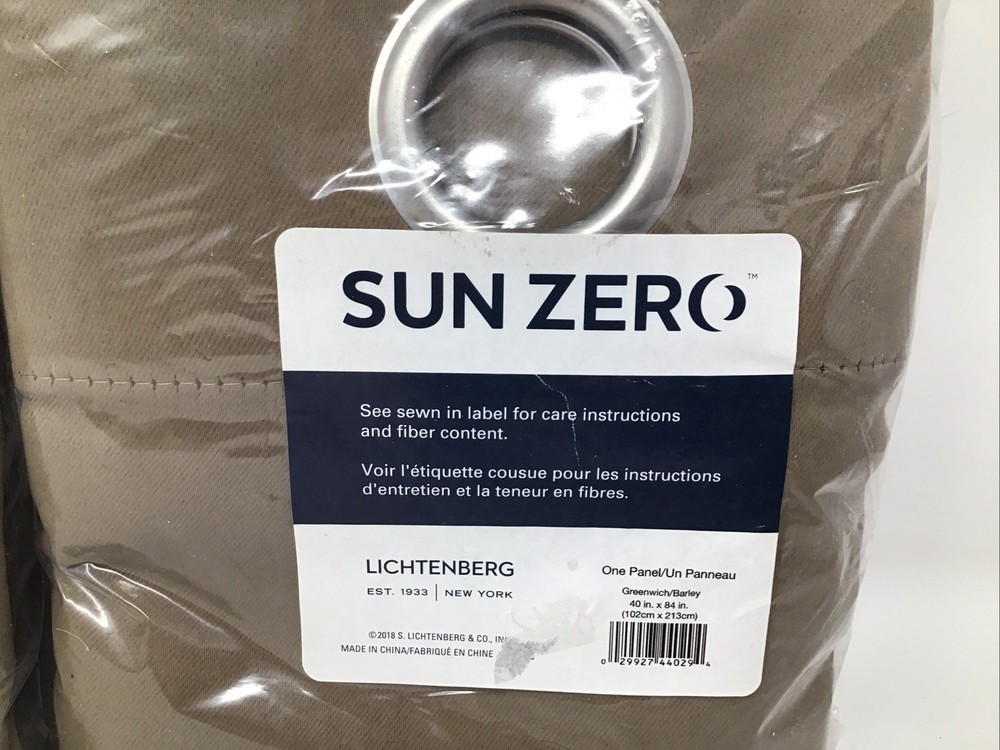 SUN ZERO™
See sewn in label for care instructions
and fiber content.
Voir l'étiquette cousue pour les instructions
d'entretien et la teneur en fibres.
LICHTENBERG
EST. 1933 | NEW YORK
©2018 S. LICHTENBERG & CO.,
MADE IN CHINA/FABRIQUÉ EN CHINE
One Panel/Un Panneau
Greenwich/Barley
40 in. x 84 in.
(102cm x 213cm)
0 29927 44029 4